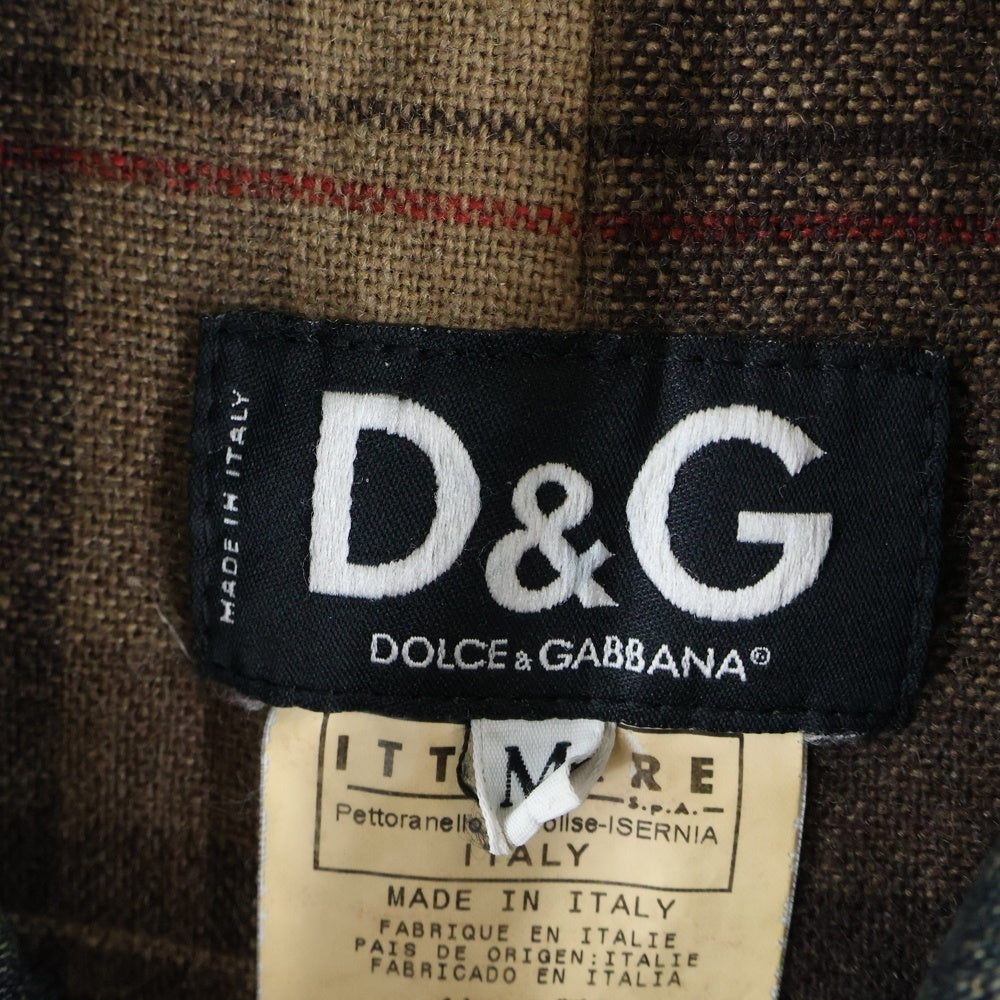 MADE IN ITALY
D&G
DOLCE & GABBANA®
M
ITT RE
S.p.A.
Pettoranello olise-ISERNIA
ITALY
MADE IN ITALY
FABRIQUE EN ITALIE
PAIS DE ORIGEN:ITALIE
FABRICADO EN ITALIA